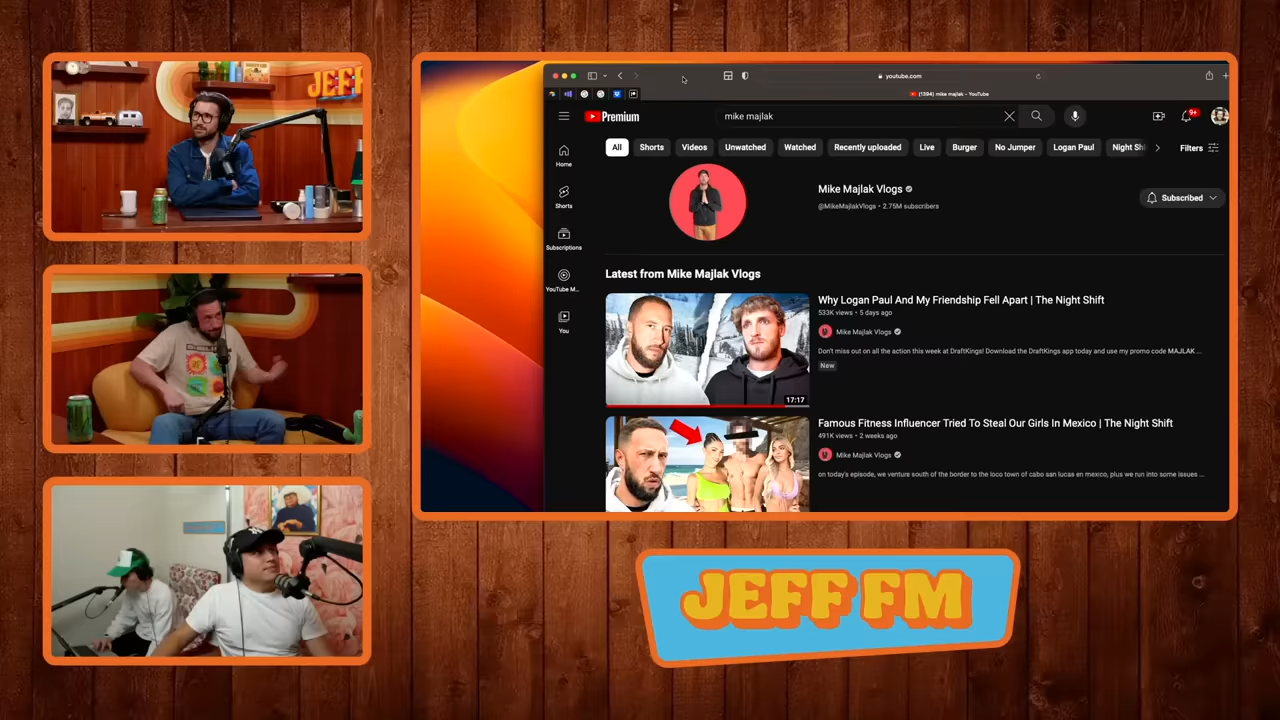 JEFF
youtube.com
(1394) mike majlak - YouTube
Premium
mike majlak
9+
All
Shorts
Videos
Unwatched
Watched
Recently uploaded
Live
Burger
No Jumper
Logan Paul
Night Sh
Filters
Home
Shorts
Subscriptions
YouTube M...
You
Mike Majlak Vlogs
@MikeMajlakVlogs • 2.75M subscribers
Subscribed
Latest from Mike Majlak Vlogs
17:17
Why Logan Paul And My Friendship Fell Apart | The Night Shift
533K views • 5 days ago
Mike Majlak Vlogs
Don't miss out on all the action this week at DraftKings! Download the DraftKings app today and use my promo code MAJLAK ...
New
Famous Fitness Influencer Tried To Steal Our Girls In Mexico | The Night Shift
491K views • 2 weeks ago
Mike Majlak Vlogs
on today's episode, we venture south of the border to the loco town of cabo san lucas en mexico, plus we run into some issues ...
JEFF FM